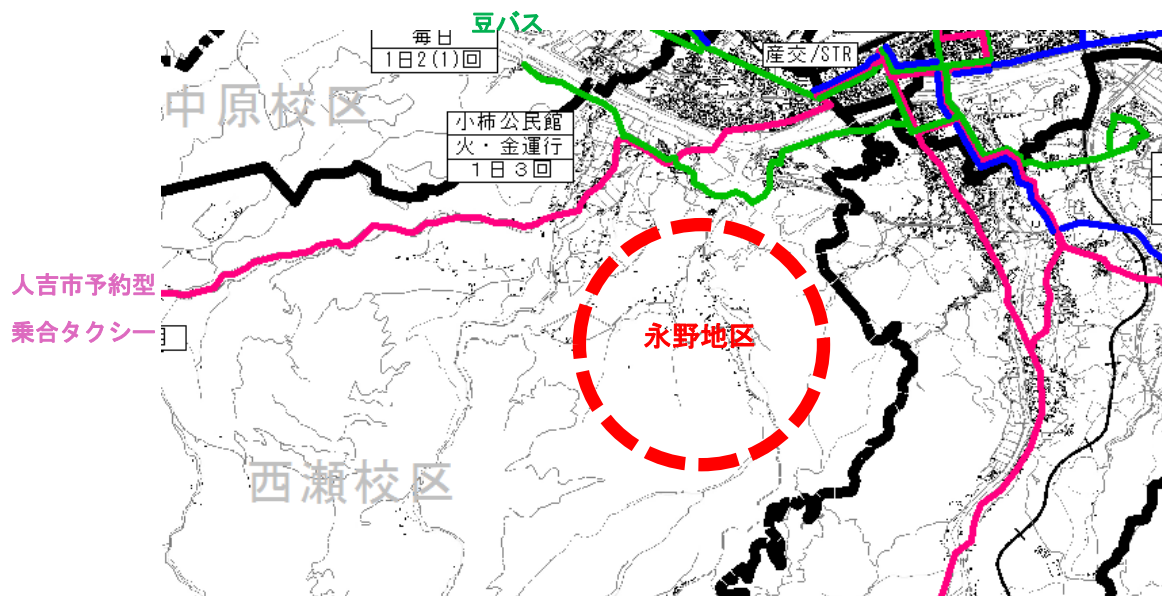 豆バス
毎日
1日2(1)回
産交/STR
中原校区
小柿公民館
火・金運行
1日3回
人吉市予約型
乗合タクシー
永野地区
西瀬校区